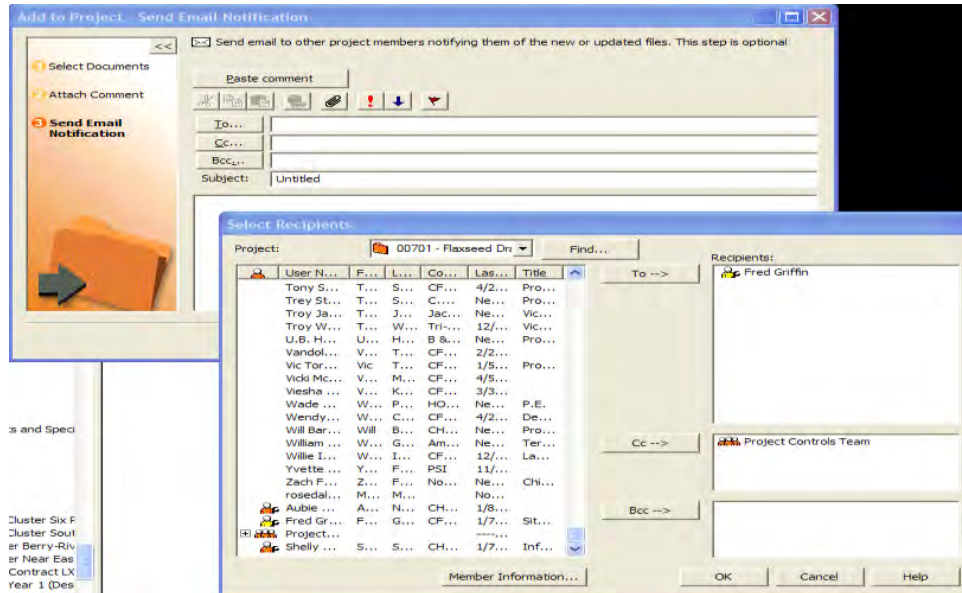 Add to Project - Send Email Notification
<<
Send email to other project members notifying them of the new or updated files. This step is optional
1 Select Documents
2 Attach Comment
3 Send Email
Notification
Paste comment
To...
Cc...
Bcc...
Subject: Untitled
Select Recipients
Project: 00701 - Flaxseed Dra Find...
User N... F... L... Co... Las... Title
Tony S... T... S... CF... 4/2... Pro...
Trey St... T... S... C.... Ne... Pro...
Troy Ja... T... J... Jac... Ne... Vic...
Troy W... T... W... Tri-... 12/... Vic...
U.B. H... U... H... B &... Ne... Pro...
Vandol... V... T... CF... 2/2...
Vic Tor... Vic T... CF... 1/5... Pro...
Vicki Mc... V... M... CF... 4/5...
Viesha ... V... K... CF... 3/3...
Wade ... W... P... HO... Ne... P.E.
Wendy... W... C... CF... 4/2... De...
Will Bar... Will B... CH... Ne... Pro...
William ... W... G... Am... Ne... Ter...
Willie I... W... I... CF... 12/... La...
Yvette ... Y... F... PSI 11/...
Zach F... Z... F... No... Ne... Chi...
rosedal... M... M... No...
Aubie ... A... N... CH... 1/8...
Fred Gr... F... G... CF... 1/7... Sit...
Project... ----...
Shelly ... S... S... CH... 1/7... Inf...
Member Information...
To -->
Recipients:
Fred Griffin
Cc -->
Project Controls Team
Bcc -->
OK Cancel Help
ts and Speci
Cluster Six F
Cluster Sout
er Berry-Riv
er Near Eas
Contract LX
Year 1 (Des